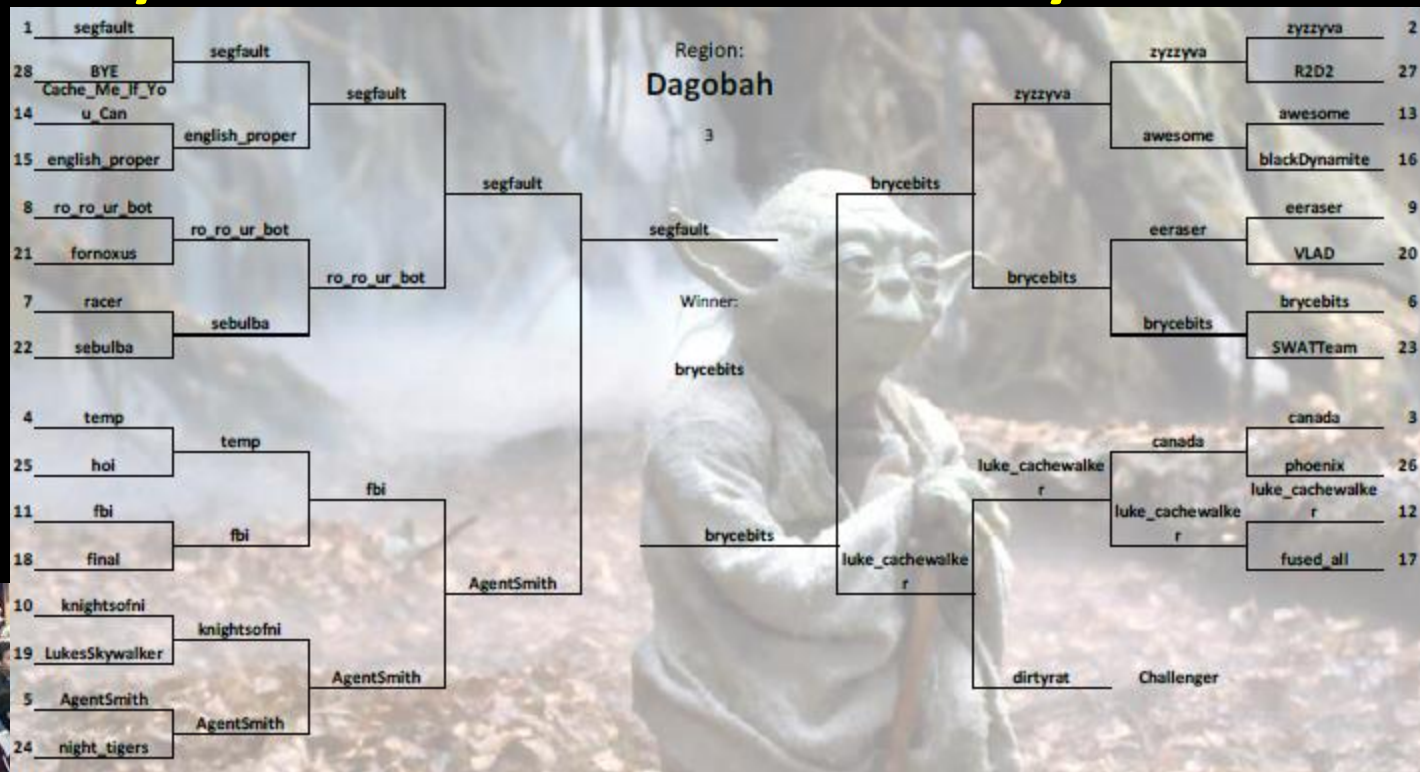 Region:
Dagobah
3
1 segfault
28 BYE
14 Cache_Me_If_Yo
u_Can
15 english_proper
8 ro_ro_ur_bot
21 fornoxus
7 racer
22 sebulba
4 temp
25 hoi
11 fbi
18 final
10 knightsofni
19 LukesSkywalker
5 AgentSmith
24 night_tigers
segfault
english_proper
ro_ro_ur_bot
sebulba
temp
fbi
knightsofni
AgentSmith
segfault
ro_ro_ur_bot
fbi
AgentSmith
segfault
AgentSmith
segfault
Winner:
brycebits
brycebits
brycebits
luke_cachewalke
r
zyzzyva
brycebits
luke_cachewalke
r
dirtyrat Challenger
zyzzyva
awesome
eeraser
brycebits
canada
luke_cachewalke
r
zyzzyva 2
R2D2 27
awesome 13
blackDynamite 16
eeraser 9
VLAD 20
brycebits 6
SWATTeam 23
canada 3
phoenix 26
luke_cachewalke
r 12
fused_all 17